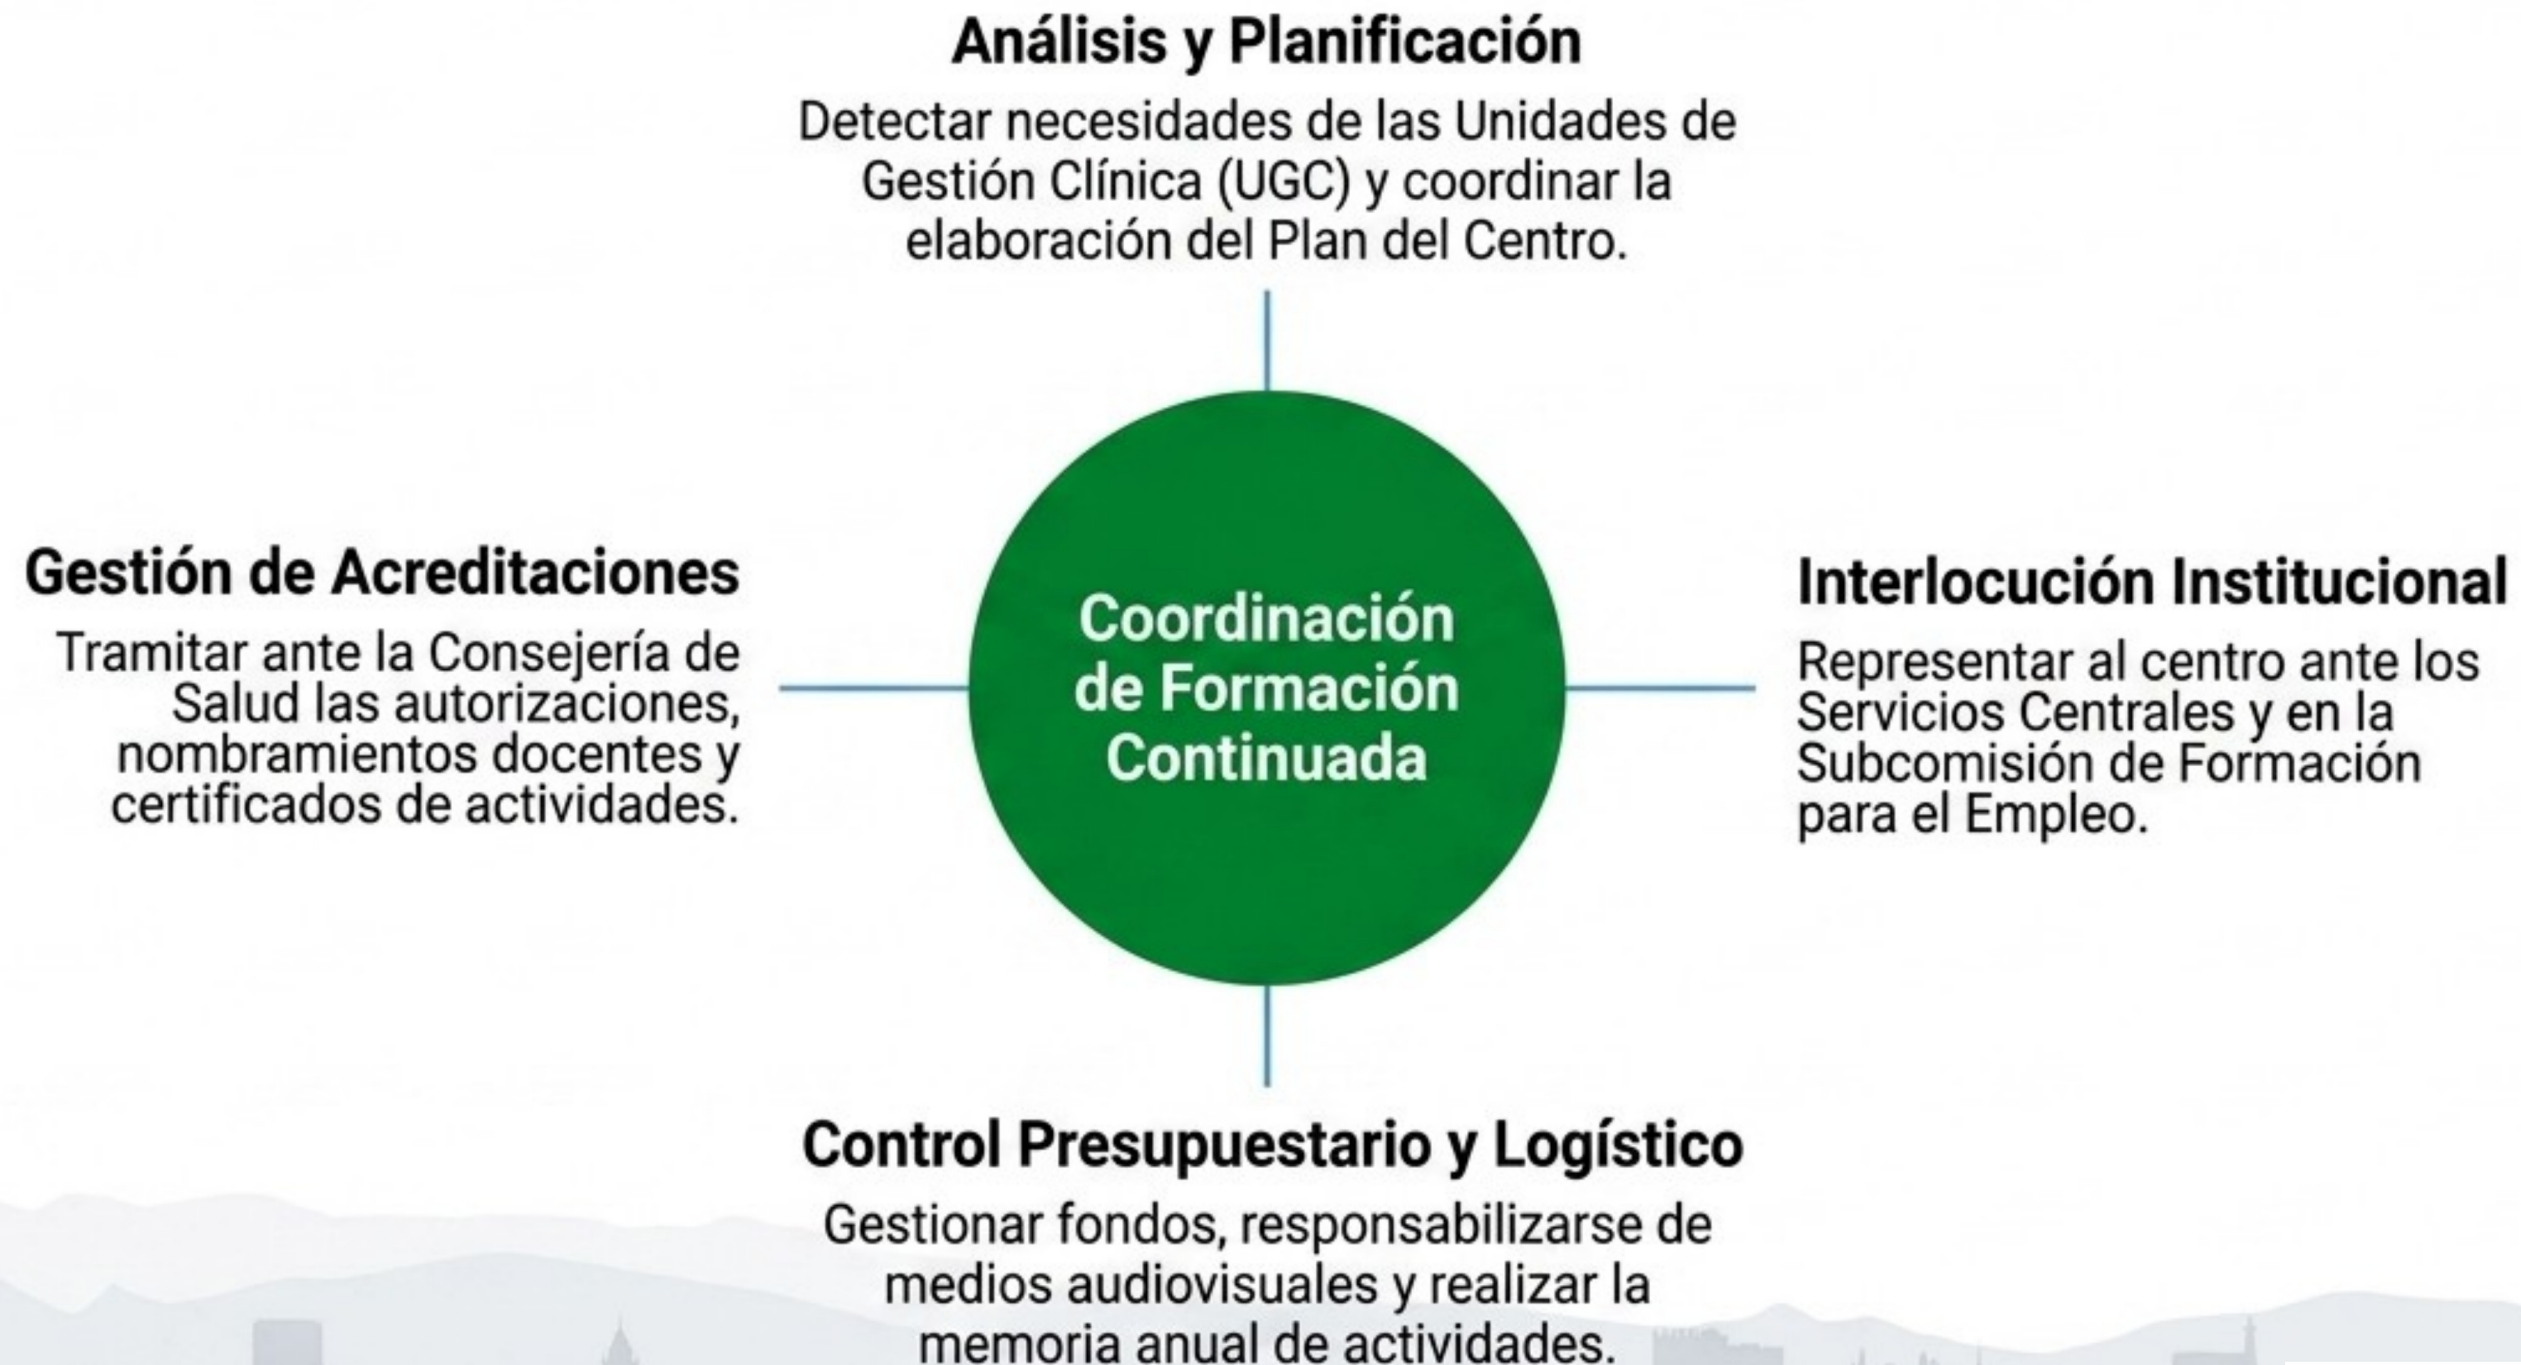 Análisis y Planificación
Detectar necesidades de las Unidades de
Gestión Clínica (UGC) y coordinar la
elaboración del Plan del Centro.
Gestión de Acreditaciones
Tramitar ante la Consejería de
Salud las autorizaciones,
nombramientos docentes y
certificados de actividades.
Coordinación
de Formación
Continuada
Interlocución Institucional
Representar al centro ante los
Servicios Centrales y en la
Subcomisión de Formación
para el Empleo.
Control Presupuestario y Logístico
Gestionar fondos, responsabilizarse de
medios audiovisuales y realizar la
memoria anual de actividades.